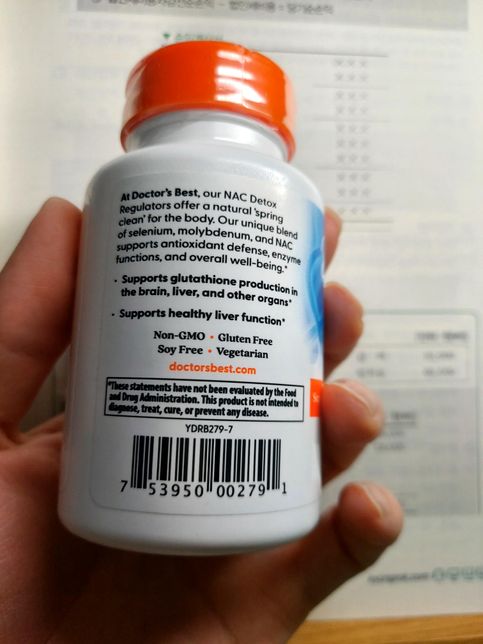 At Doctor's Best, our NAC Detox
Regulators offer a natural 'spring
clean' for the body. Our unique blend
of selenium, molybdenum, and NAC
supports antioxidant defense, enzyme
functions, and overall well-being.*
• Supports glutathione production in
the brain, liver, and other organs*
• Supports healthy liver function*
Non-GMO • Gluten Free
Soy Free • Vegetarian
doctorsbest.com
*These statements have not been evaluated by the Food
and Drug Administration. This product is not intended to
diagnose, treat, cure, or prevent any disease.
YDRB279-7
7 53950 00279 1